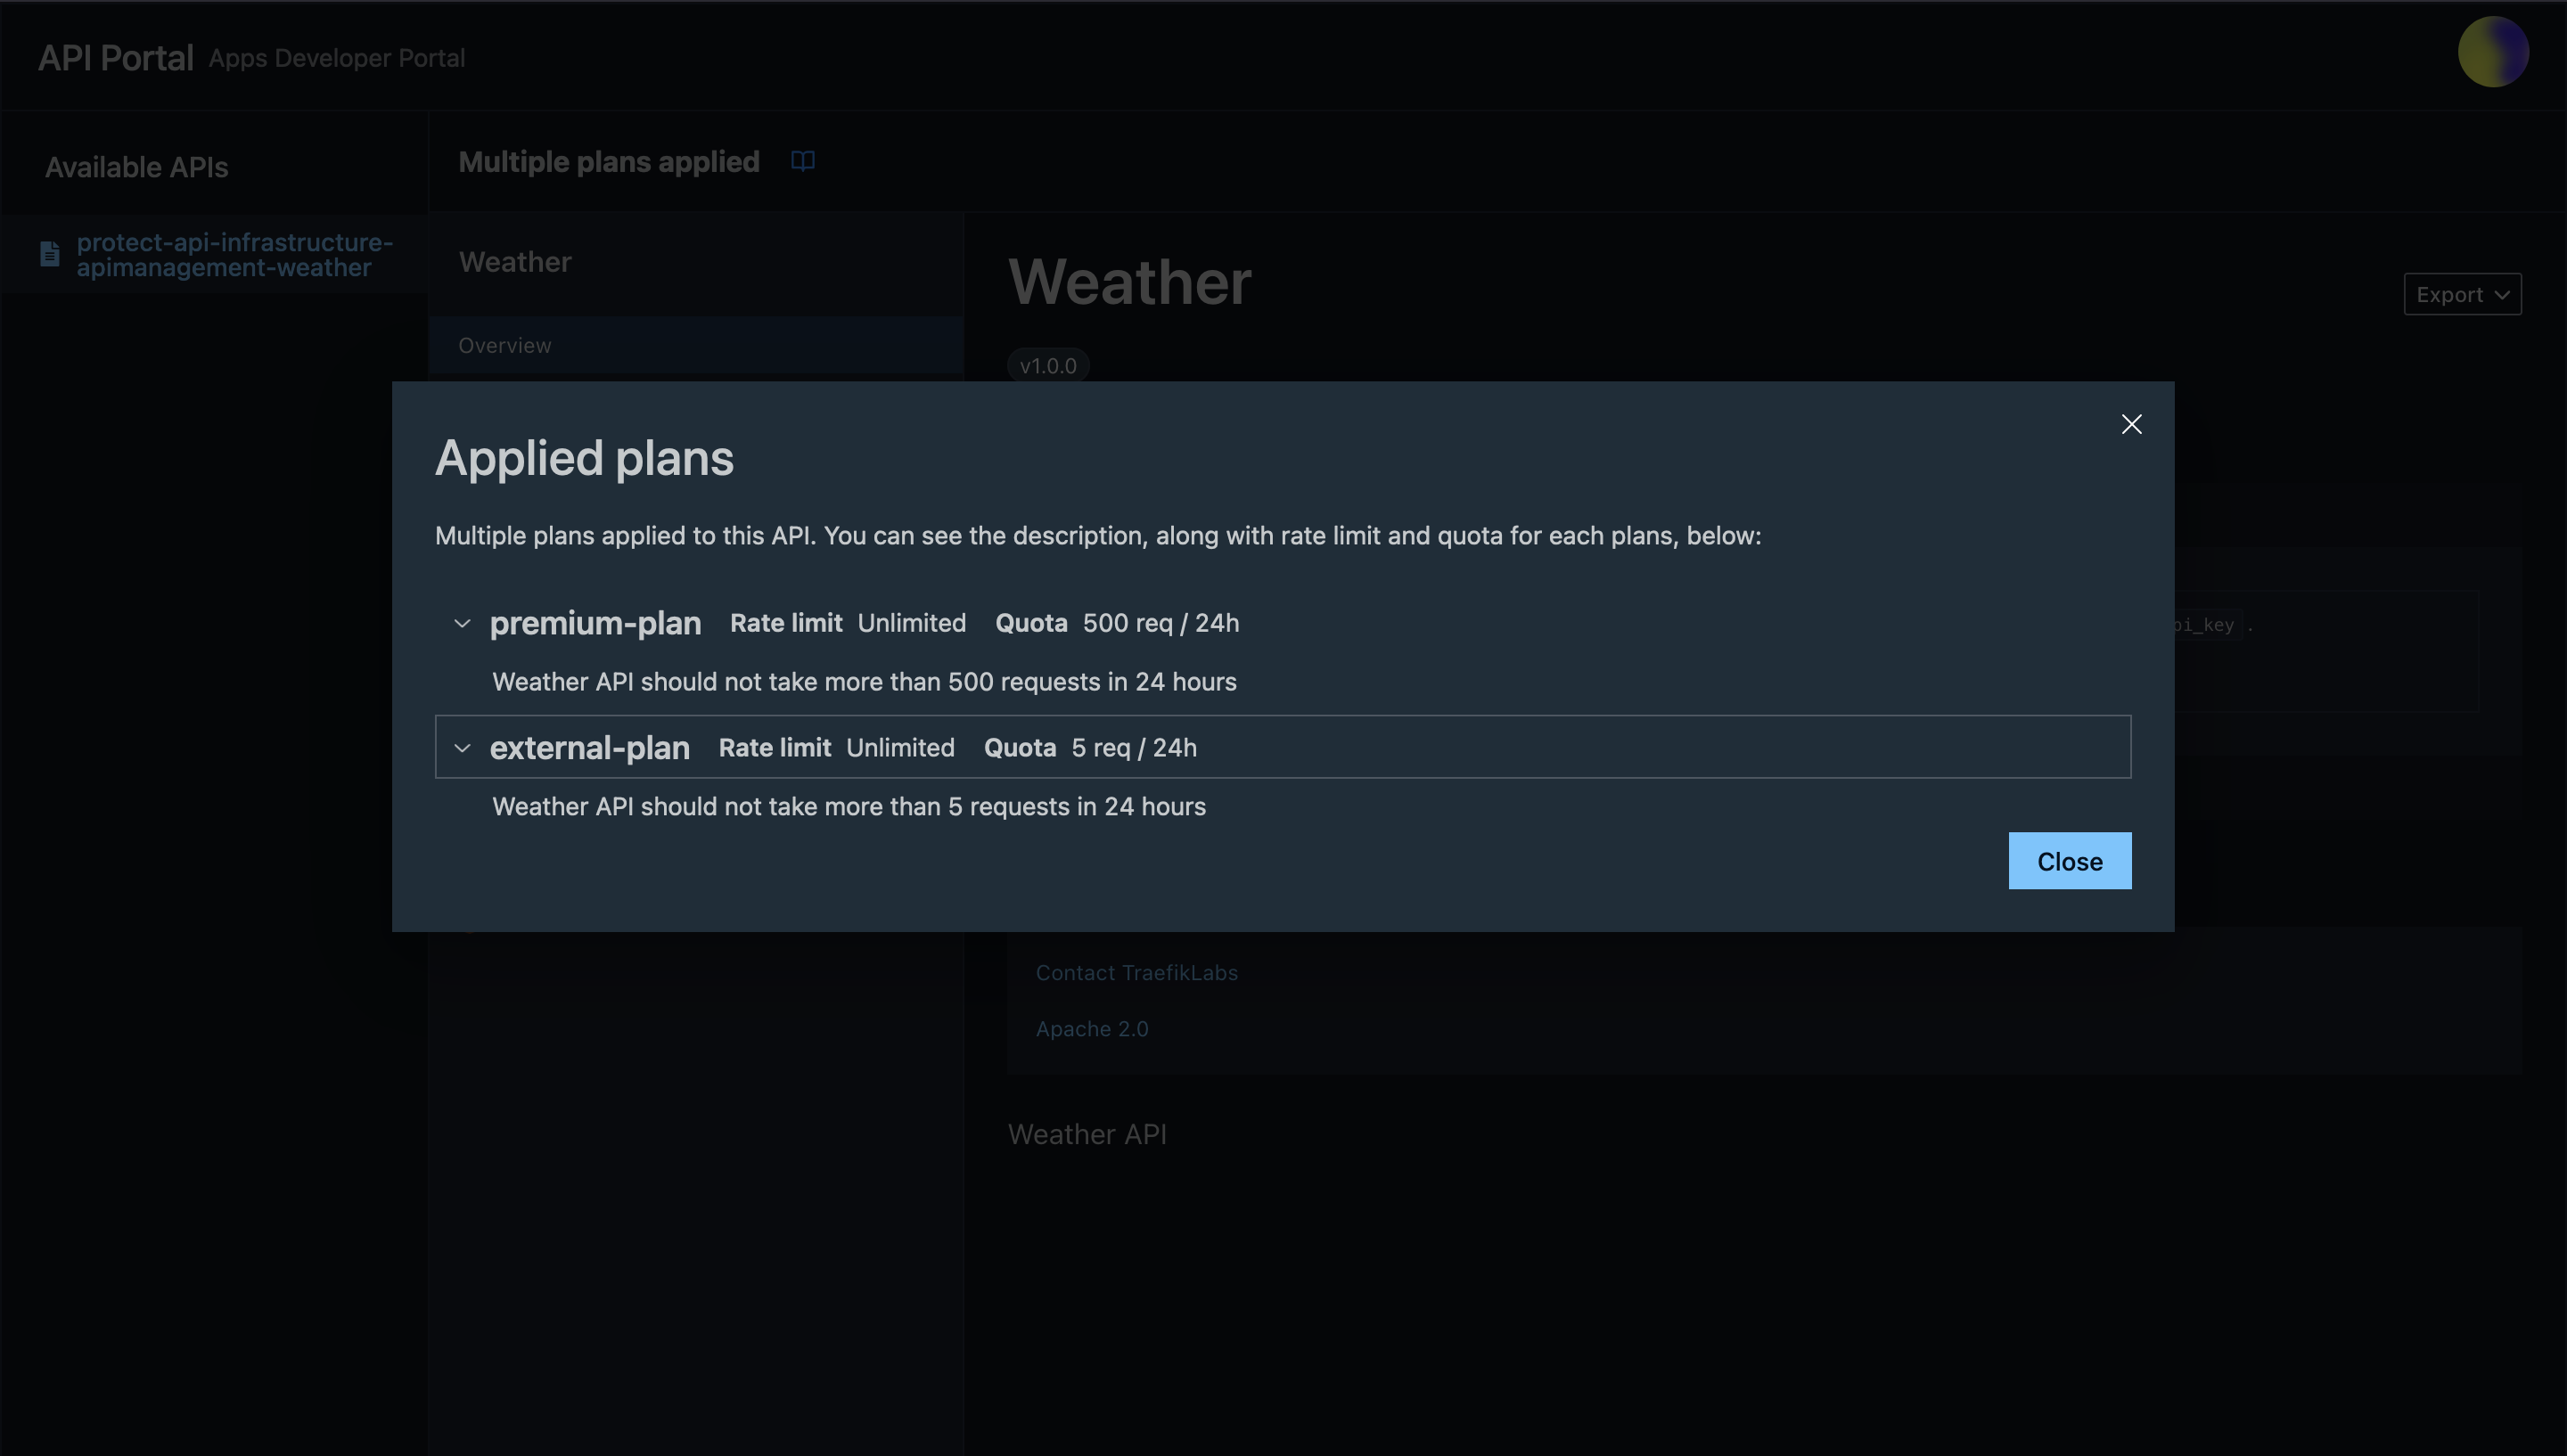 API Portal Apps Developer Portal
Available APIs
protect-api-infrastructure-
apimanagement-weather
Multiple plans applied
Weather
Overview
Weather
Export
v1.0.0
Applied plans
Multiple plans applied to this API. You can see the description, along with rate limit and quota for each plans, below:
premium-plan Rate limit Unlimited Quota 500 req / 24h
Weather API should not take more than 500 requests in 24 hours
external-plan Rate limit Unlimited Quota 5 req / 24h
Weather API should not take more than 5 requests in 24 hours
Close
pi_key .
Contact TraefikLabs
Apache 2.0
Weather API